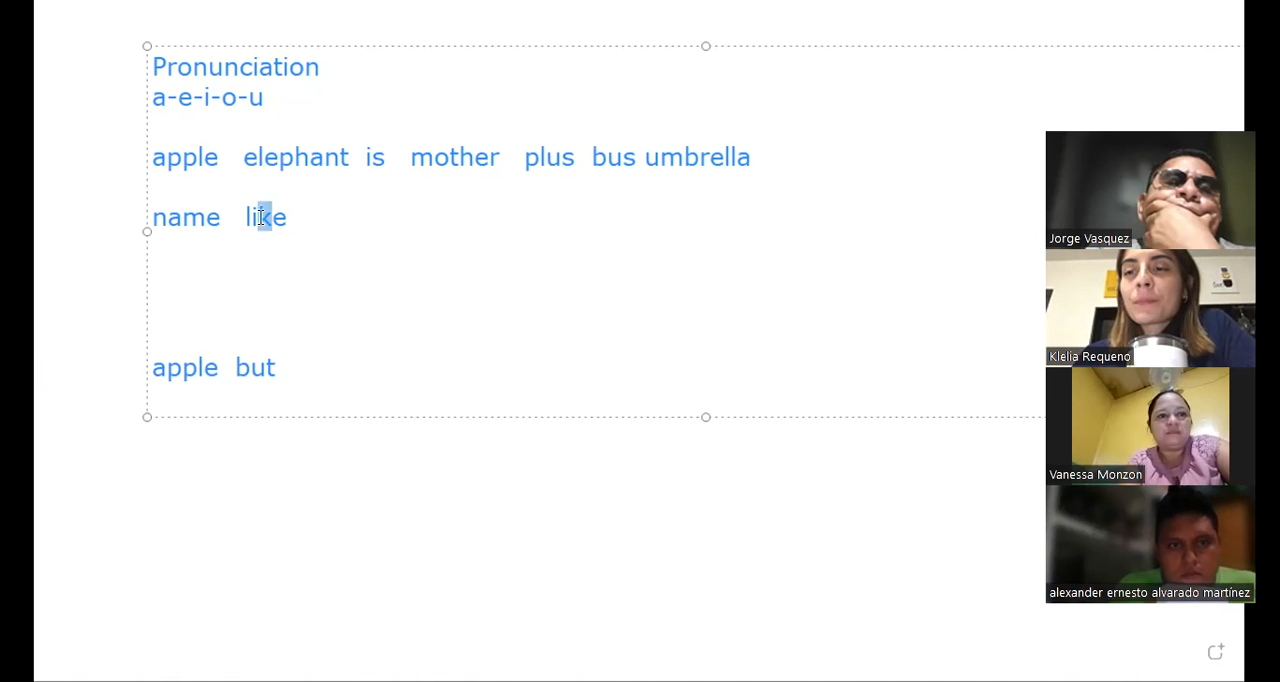 Pronunciation
a-e-i-o-u
apple elephant is mother plus bus umbrella
name like
apple but
Jorge Vasquez
Klelia Requeno
Vanessa Monzon
alexander ernesto alvarado martínez